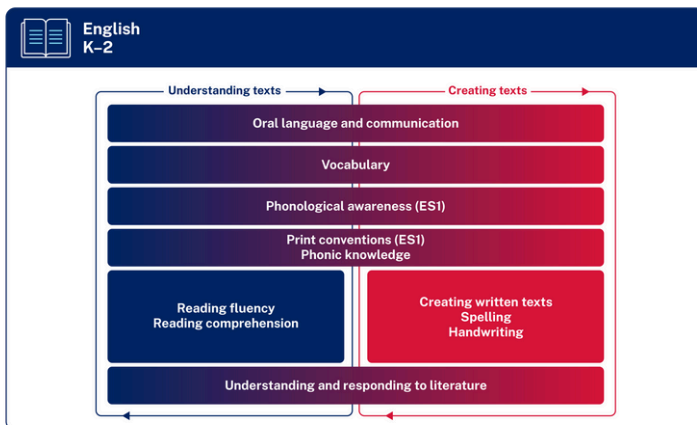 English
K–2
Understanding texts
Creating texts
Oral language and communication
Vocabulary
Phonological awareness (ES1)
Print conventions (ES1)
Phonic knowledge
Reading fluency
Reading comprehension
Creating written texts
Spelling
Handwriting
Understanding and responding to literature